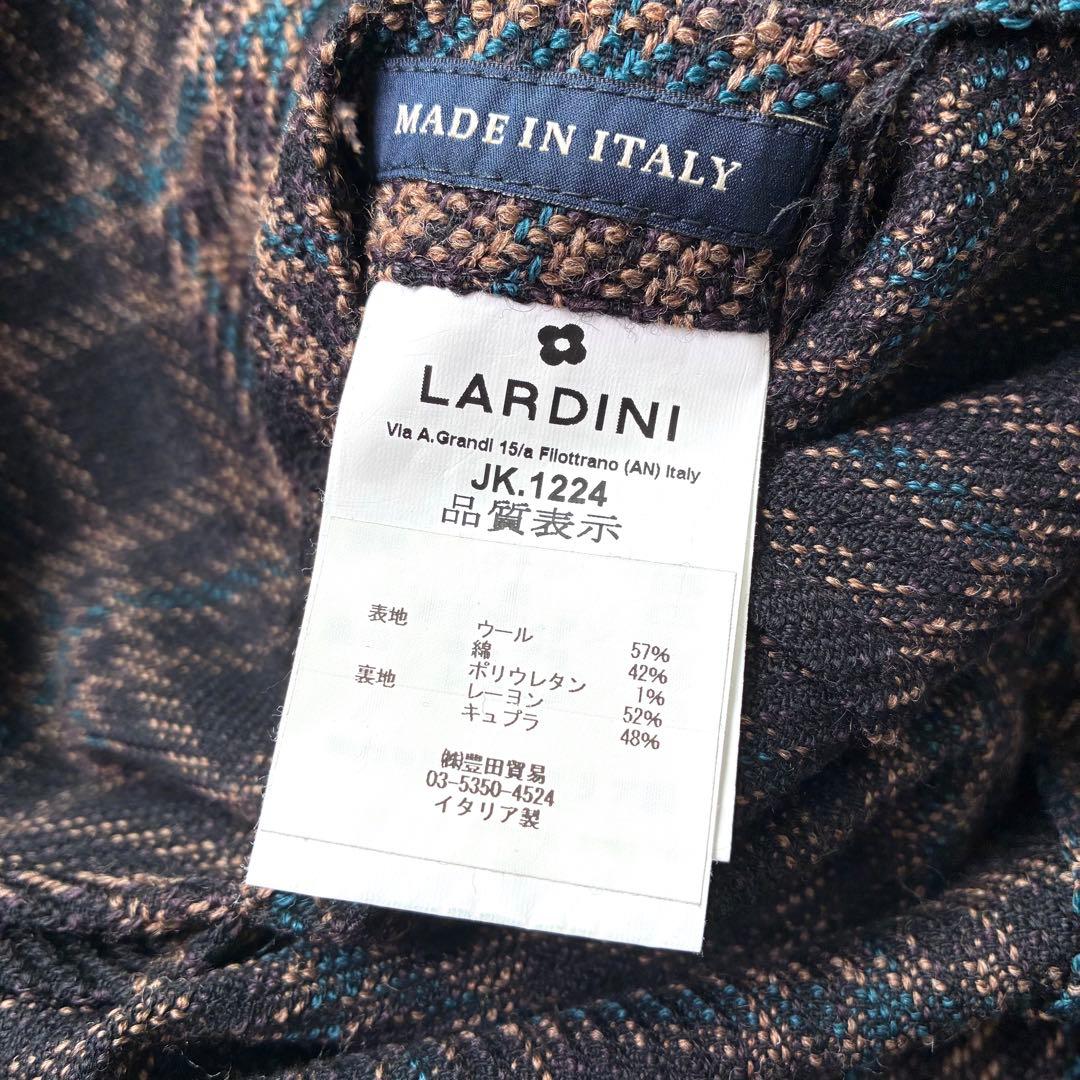 MADE IN ITALY
LARDINI
Via A.Grandi 15/a Filottrano (AN) Italy
JK.1224
品質表示
表地 ウール 57%
綿 42%
ポリウレタン 1%
裏地 レーヨン 52%
キュプラ 48%
㈱豊田貿易
03-5350-4524
イタリア製